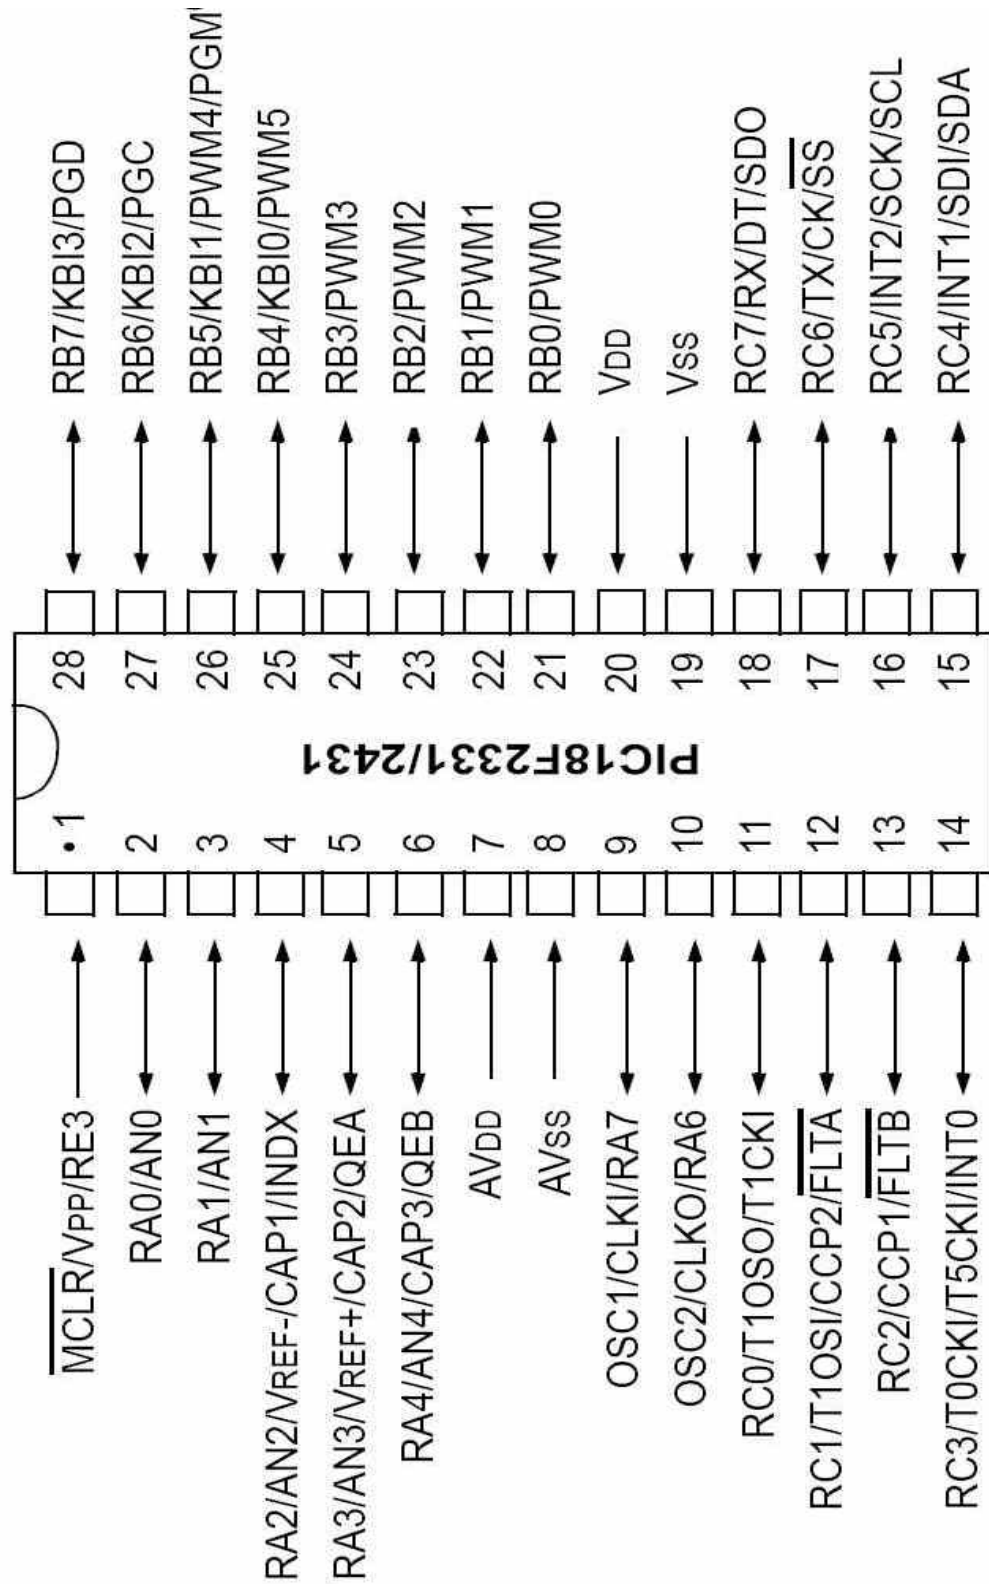 MCLR/VPP/RE3
RA0/AN0
RA1/AN1
RA2/AN2/VREF-/CAP1/INDX
RA3/AN3/VREF+/CAP2/QEA
RA4/AN4/CAP3/QEB
AVDD
AVSS
OSC1/CLKI/RA7
OSC2/CLKO/RA6
RC0/T1OSO/T1CKI
RC1/T1OSI/CCP2/FLTA
RC2/CCP1/FLTB
RC3/T0CKI/T5CKI/INT0
1
2
3
4
5
6
7
8
9
10
11
12
13
14
PIC18F2331/2431
28
27
26
25
24
23
22
21
20
19
18
17
16
15
RB7/KBI3/PGD
RB6/KBI2/PGC
RB5/KBI1/PWM4/PGM
RB4/KBI0/PWM5
RB3/PWM3
RB2/PWM2
RB1/PWM1
RB0/PWM0
VDD
VSS
RC7/RX/DT/SDO
RC6/TX/CK/SS
RC5/INT2/SCK/SCL
RC4/INT1/SDI/SDA